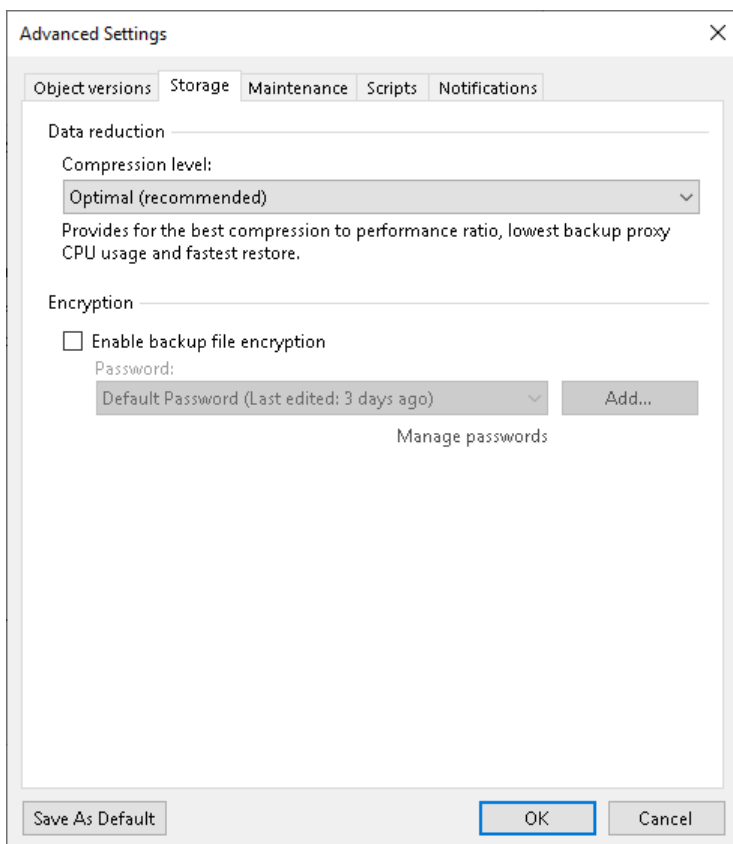 Advanced Settings
Object versions Storage Maintenance Scripts Notifications
Data reduction
Compression level:
Optimal (recommended)
Provides for the best compression to performance ratio, lowest backup proxy
CPU usage and fastest restore.
Encryption
Enable backup file encryption
Password:
Default Password (Last edited: 3 days ago) Add...
Manage passwords
Save As Default OK Cancel